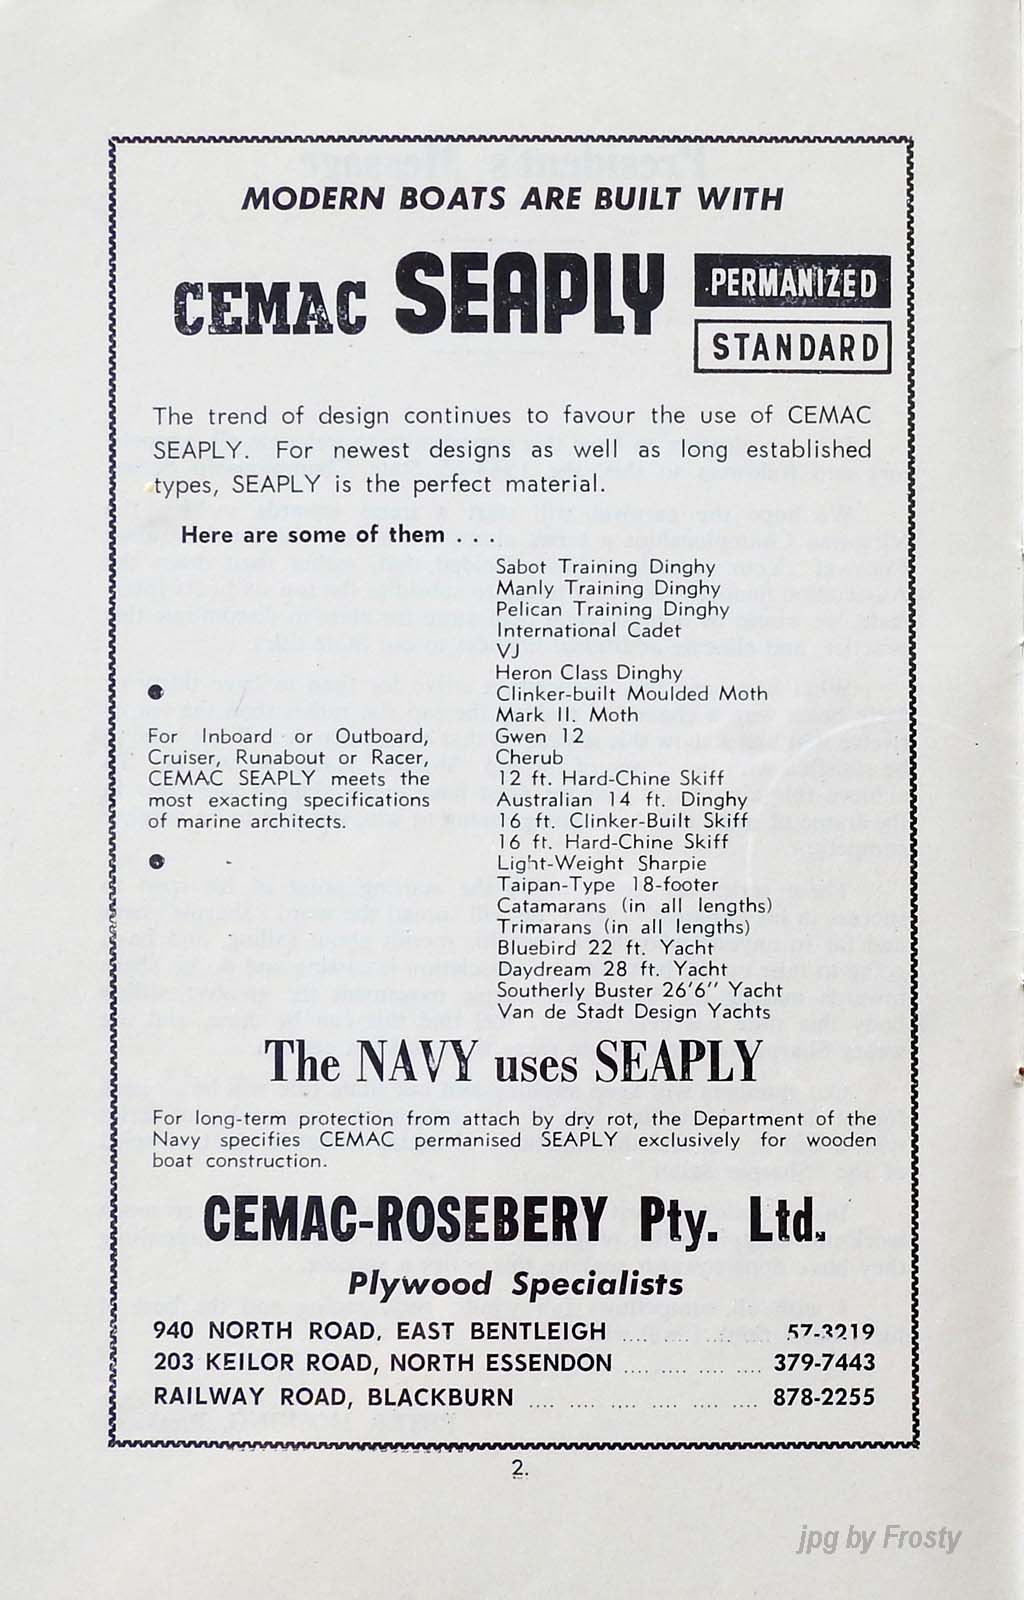 MODERN BOATS ARE BUILT WITH
CEMAC SEAPLY PERMANIZED
STANDARD
The trend of design continues to favour the use of CEMAC
SEAPLY. For newest designs as well as long established
types, SEAPLY is the perfect material.
Here are some of them . . .
Sabot Training Dinghy
Manly Training Dinghy
Pelican Training Dinghy
International Cadet
VJ
Heron Class Dinghy
Clinker-built Moulded Moth
Mark II. Moth
Gwen 12
Cherub
12 ft. Hard-Chine Skiff
Australian 14 ft. Dinghy
16 ft. Clinker-Built Skiff
16 ft. Hard-Chine Skiff
Light-Weight Sharpie
Taipan-Type 18-footer
Catamarans (in all lengths)
Trimarans (in all lengths)
Bluebird 22 ft. Yacht
Daydream 28 ft. Yacht
Southerly Buster 26'6" Yacht
Van de Stadt Design Yachts
For Inboard or Outboard,
Cruiser, Runabout or Racer,
CEMAC SEAPLY meets the
most exacting specifications
of marine architects.
The NAVY uses SEAPLY
For long-term protection from attach by dry rot, the Department of the
Navy specifies CEMAC permanised SEAPLY exclusively for wooden
boat construction.
CEMAC-ROSEBERY Pty. Ltd.
Plywood Specialists
940 NORTH ROAD, EAST BENTLEIGH .... .... .... .... 57-3219
203 KEILOR ROAD, NORTH ESSENDON .... .... .... .... 379-7443
RAILWAY ROAD, BLACKBURN .... .... .... .... .... .... 878-2255
2.
jpg by Frosty